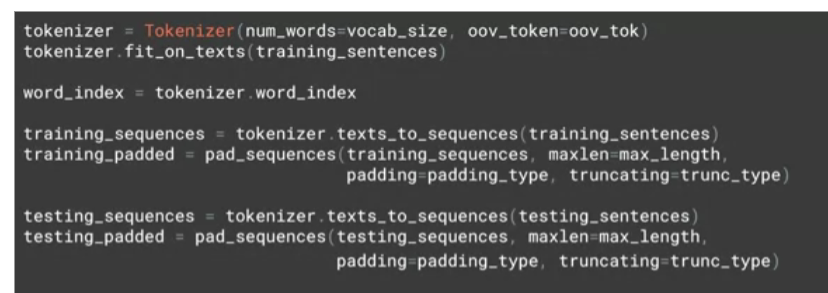 tokenizer = Tokenizer(num_words=vocab_size, oov_token=oov_tok)
tokenizer.fit_on_texts(training_sentences)
word_index = tokenizer.word_index
training_sequences = tokenizer.texts_to_sequences(training_sentences)
training_padded = pad_sequences(training_sequences, maxlen=max_length,
padding=padding_type, truncating=trunc_type)
testing_sequences = tokenizer.texts_to_sequences(testing_sentences)
testing_padded = pad_sequences(testing_sequences, maxlen=max_length,
padding=padding_type, truncating=trunc_type)